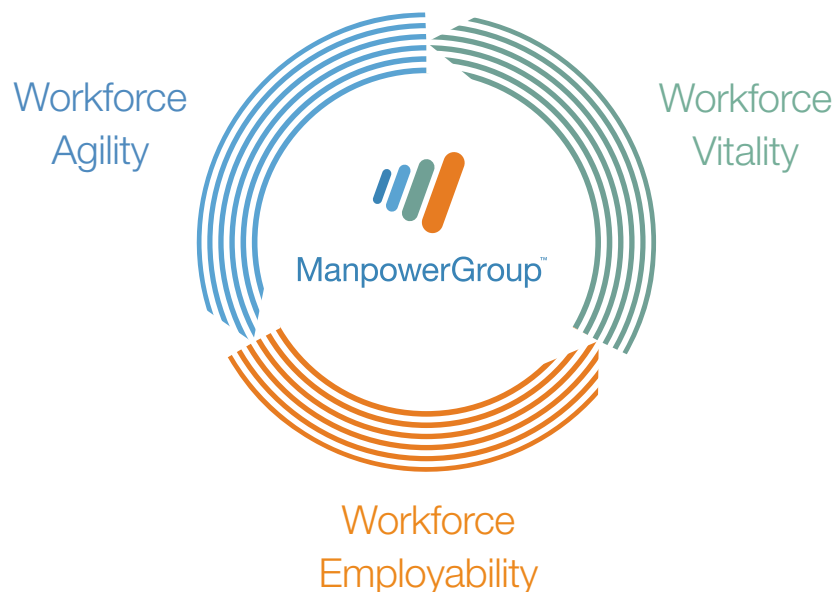 Workforce
Agility
Workforce
Vitality
ManpowerGroup™
Workforce
Employability